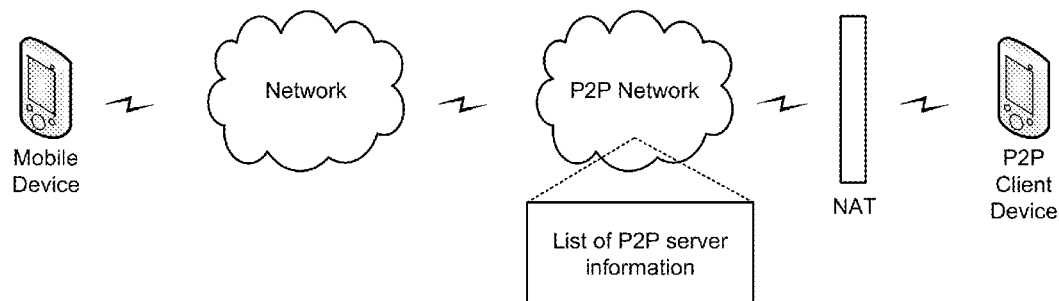 Mobile
Device
Network
P2P Network
List of P2P server
information
NAT
P2P
Client
Device